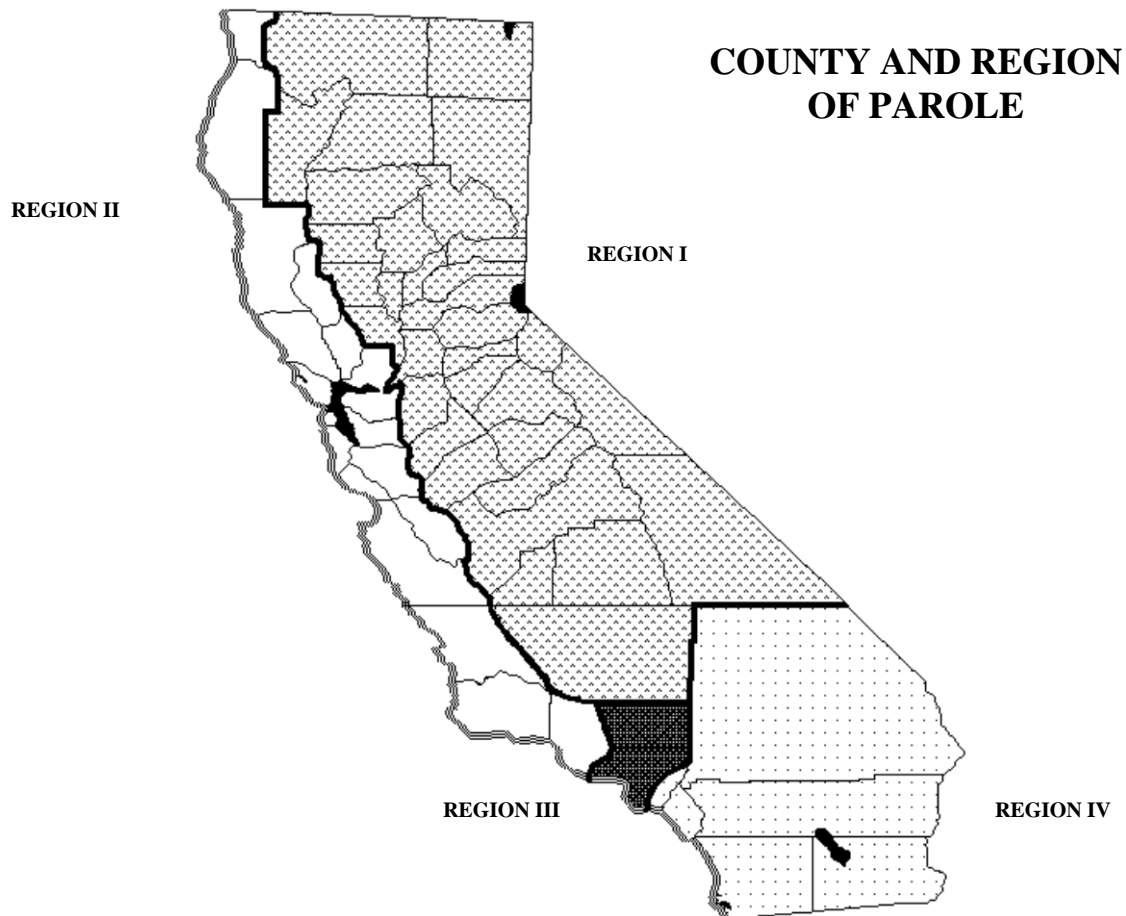 COUNTY AND REGION
OF PAROLE
REGION II
REGION I
REGION III
REGION IV